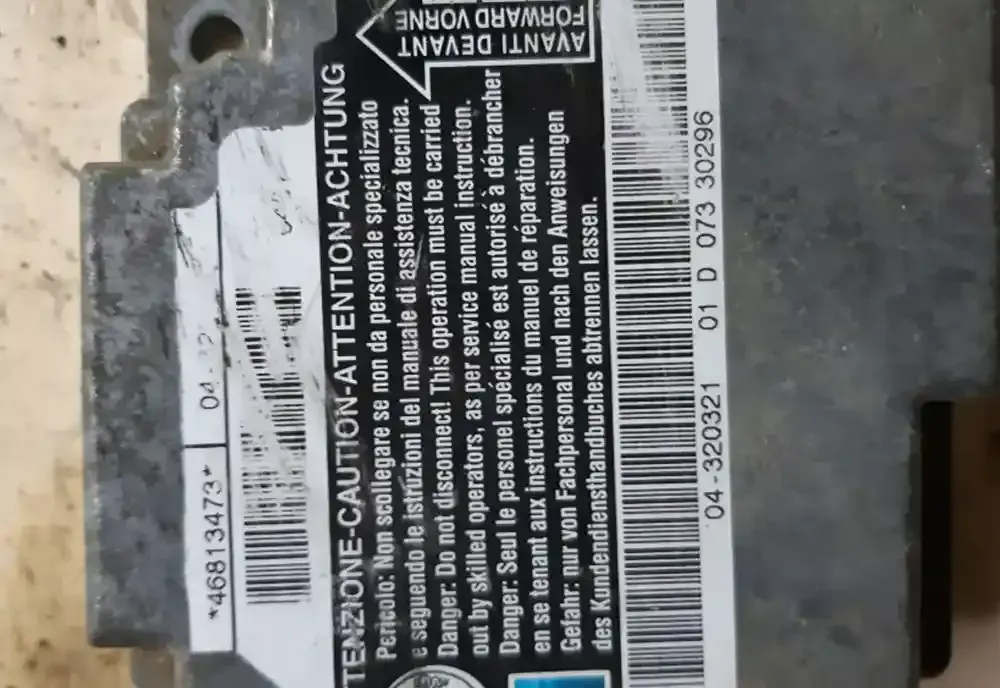 *46813473*
ATTENZIONE-CAUTION-ATTENTION-ACHTUNG
Pericolo: Non scollegare se non da personale specializzato
e seguendo le istruzioni del manuale di assistenza tecnica.
Danger: Do not disconnect! This operation must be carried
out by skilled operators, as per service manual instruction.
Danger: Seul le personel spécialisé est autorisé à débrancher
en se tenant aux instructions du manuel de réparation.
Gefahr: nur von Fachpersonal und nach den Anweisungen
des Kundendiensthandbuches abtrennen lassen.
AVANTI DEVANT
FORWARD VORNE
04-320321 01 D 073 30296